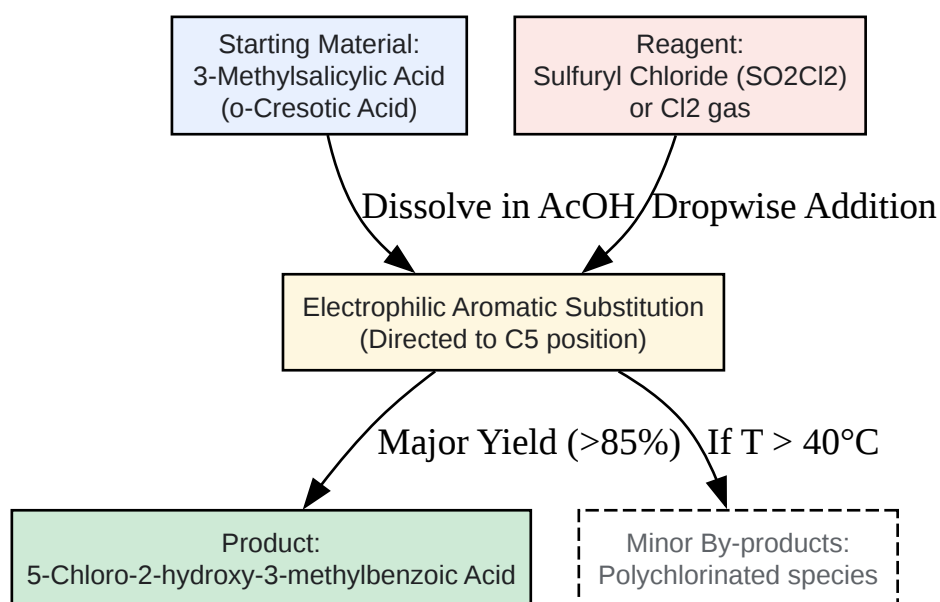 Starting Material:
3-Methylsalicylic Acid
(o-Cresotic Acid)
Reagent:
Sulfuryl Chloride (SO2Cl2)
or Cl2 gas
Dissolve in AcOH
Dropwise Addition
Electrophilic Aromatic Substitution
(Directed to C5 position)
Major Yield (>85%)
If T > 40°C
Product:
5-Chloro-2-hydroxy-3-methylbenzoic Acid
Minor By-products:
Polychlorinated species